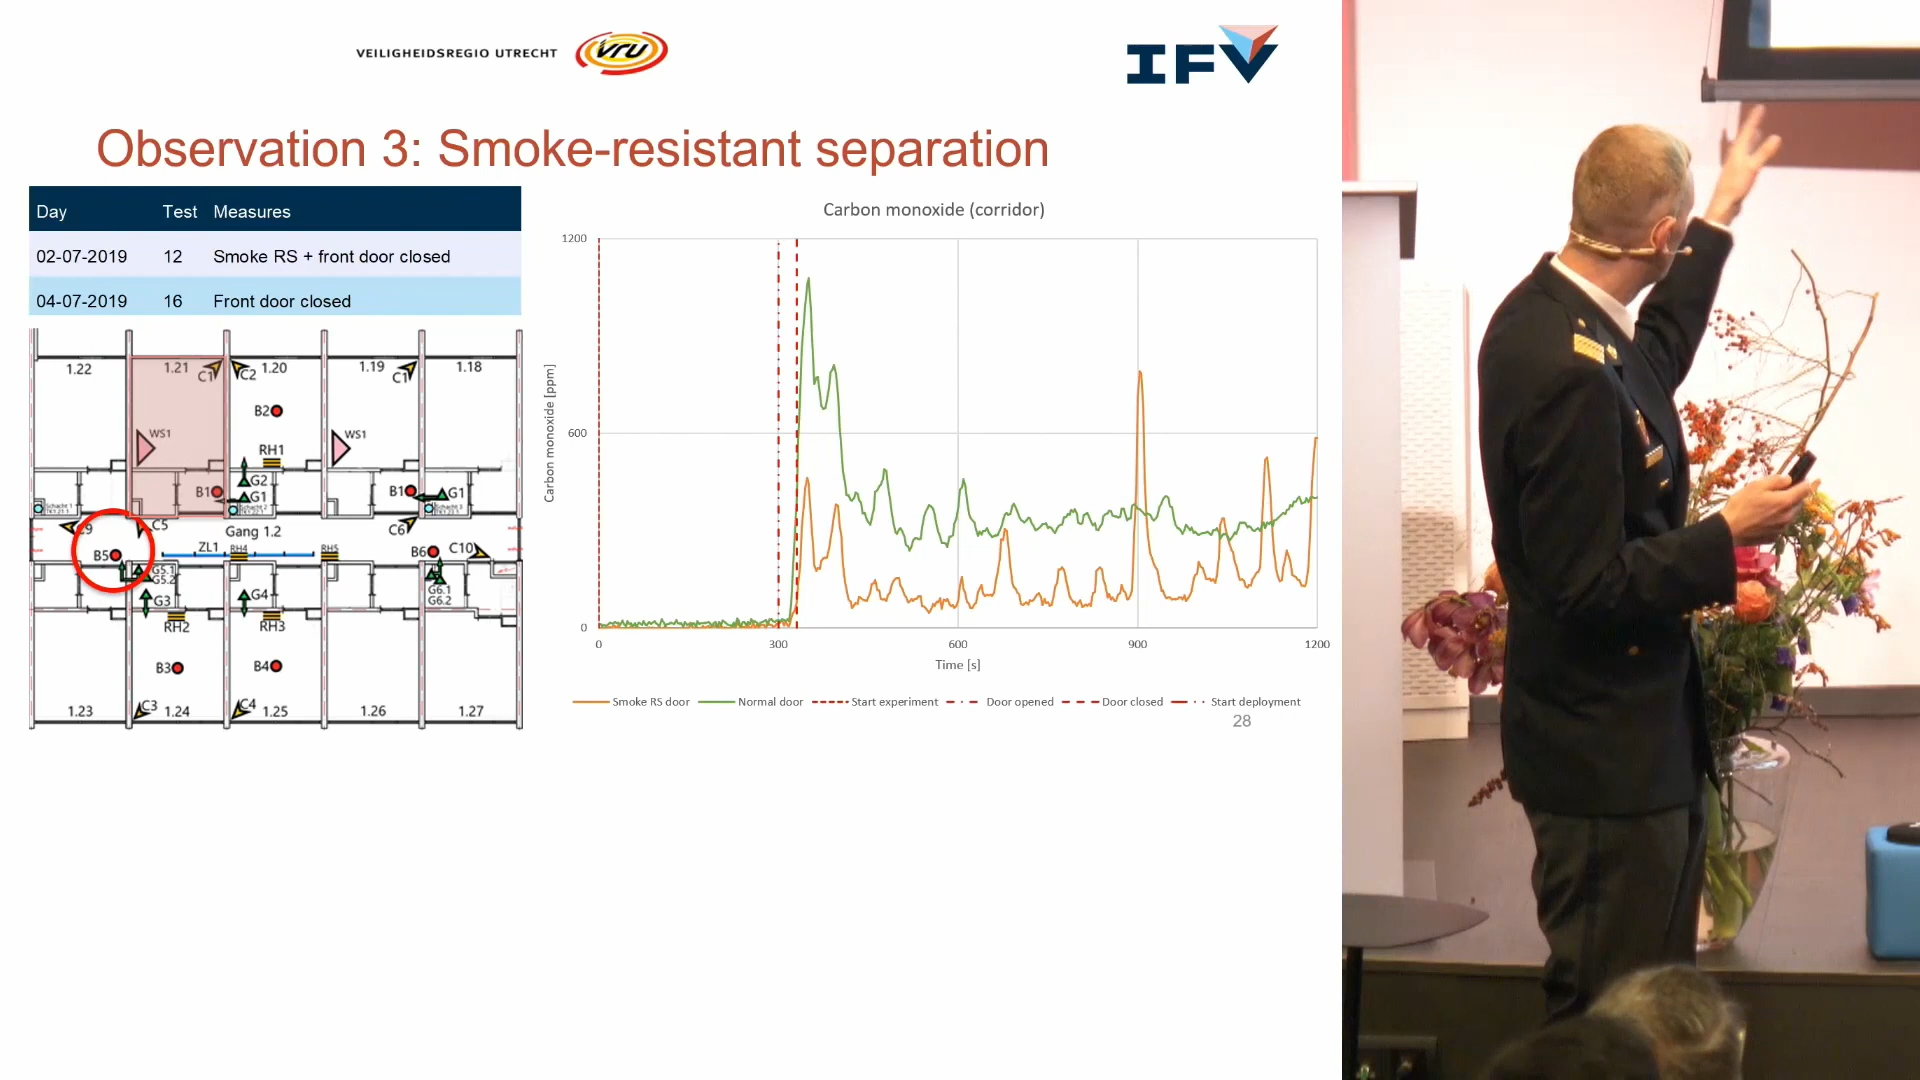 VEILIGHEIDSREGIO UTRECHT vru
IFV
Observation 3: Smoke-resistant separation
Day Test Measures
02-07-2019 12 Smoke RS + front door closed
04-07-2019 16 Front door closed
1.22 1.21 C1 C2 1.20 1.19 C1 1.18
B2
WS1 WS1
RH1
G2
B1 G1 B1 G1
C9 C5 Gang 1.2 C6
B5 ZL1 RH4 RH5 B6 C10
G5.1
G5.2
G3 G4 G6.1
G6.2
RH2 RH3
B3 B4
1.23 C3 1.24 C4 1.25 1.26 1.27
Carbon monoxide (corridor)
1200
600
0
Carbon monoxide [ppm]
0 300 600 900 1200
Time [s]
Smoke RS door Normal door Start experiment Door opened Door closed Start deployment
28